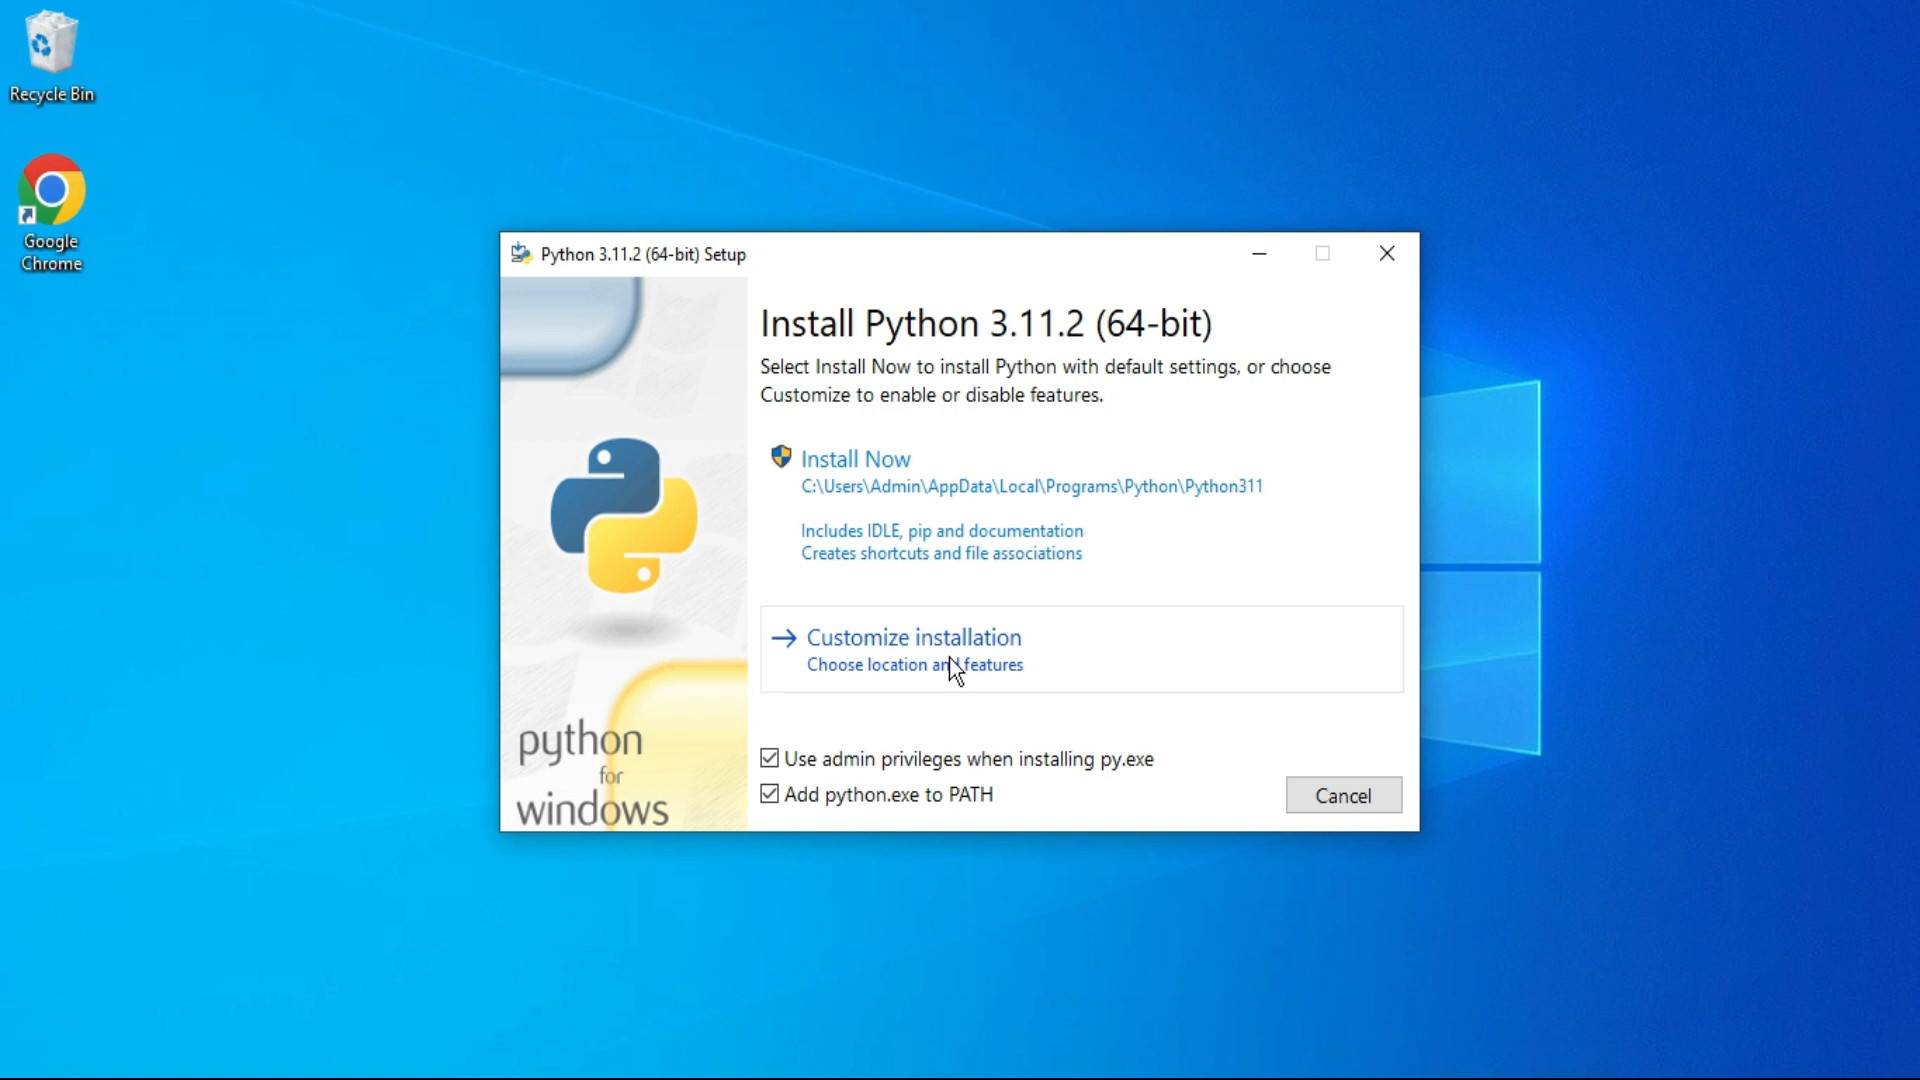 Recycle Bin
Google
Chrome
Python 3.11.2 (64-bit) Setup
Install Python 3.11.2 (64-bit)
Select Install Now to install Python with default settings, or choose
Customize to enable or disable features.
Install Now
C:\Users\Admin\AppData\Local\Programs\Python\Python311
Includes IDLE, pip and documentation
Creates shortcuts and file associations
Customize installation
Choose location and features
python
for
windows
Use admin privileges when installing py.exe
Add python.exe to PATH
Cancel